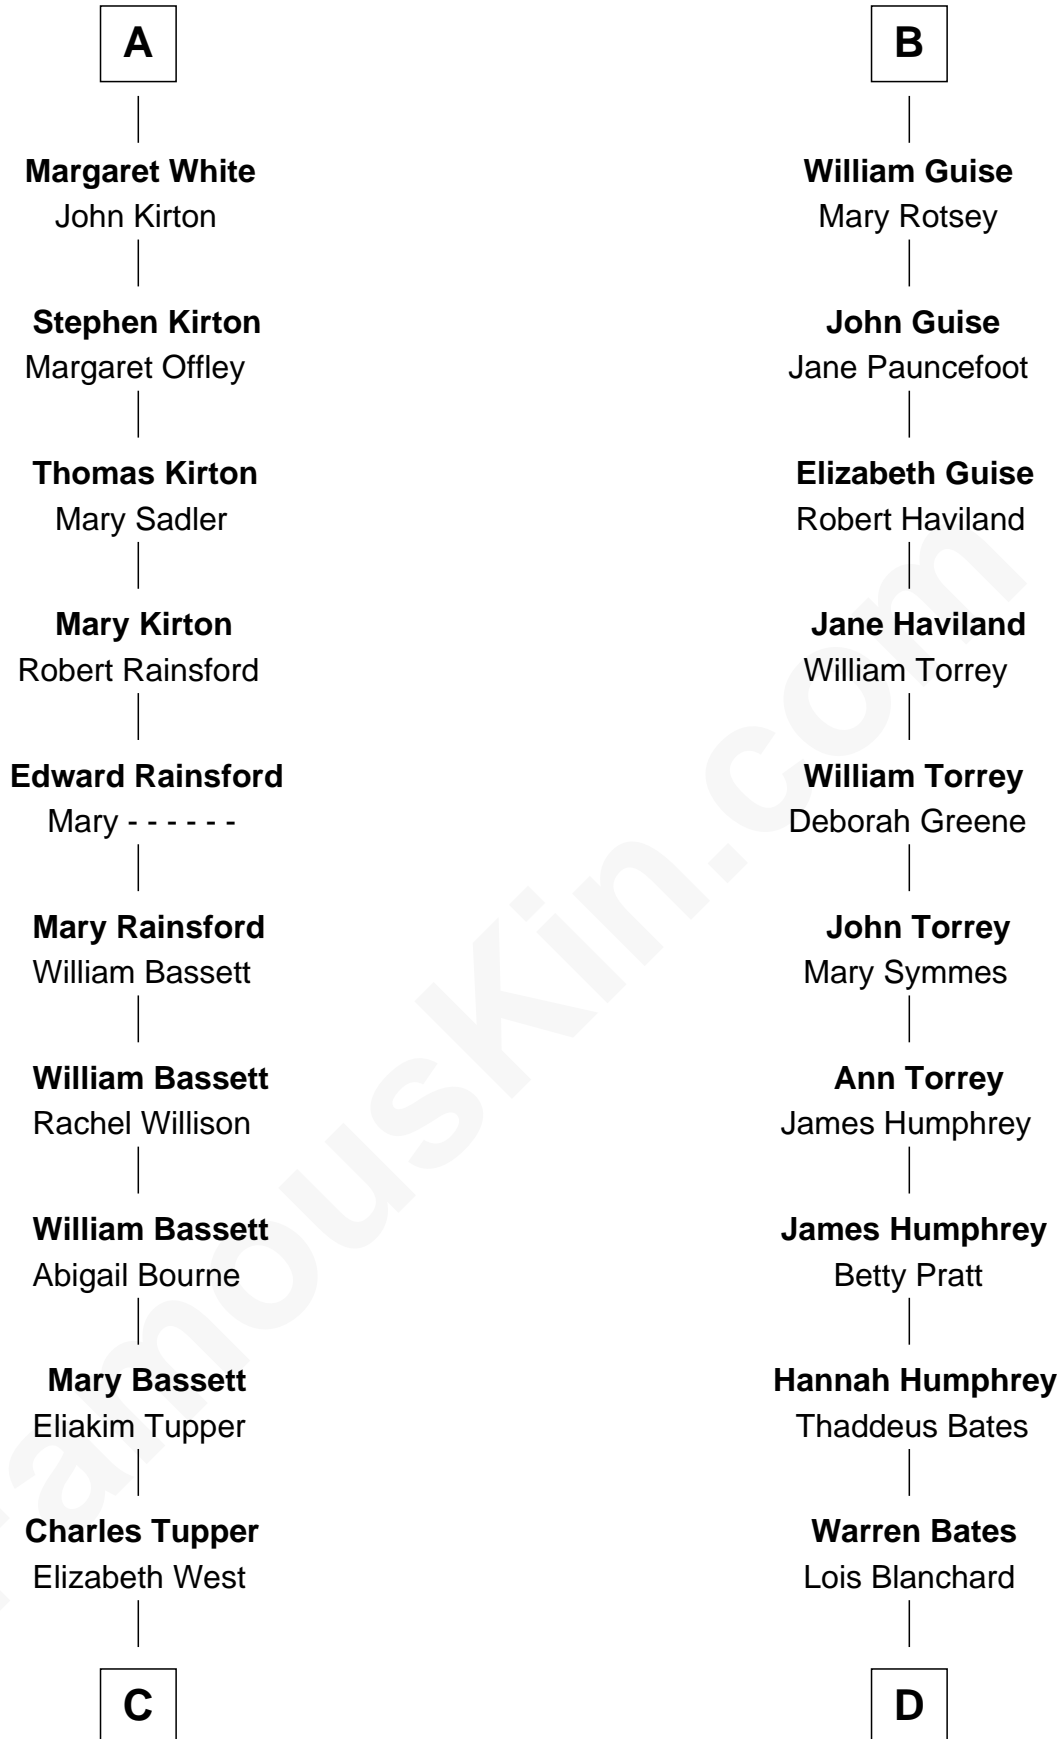 A
Margaret White
John Kirton
Stephen Kirton
Margaret Offley
Thomas Kirton
Mary Sadler
Mary Kirton
Robert Rainsford
Edward Rainsford
Mary - - - - - -
Mary Rainsford
William Bassett
William Bassett
Rachel Willison
William Bassett
Abigail Bourne
Mary Bassett
Eliakim Tupper
Charles Tupper
Elizabeth West
C
B
William Guise
Mary Rotsey
John Guise
Jane Pauncefoot
Elizabeth Guise
Robert Haviland
Jane Haviland
William Torrey
William Torrey
Deborah Greene
John Torrey
Mary Symmes
Ann Torrey
James Humphrey
James Humphrey
Betty Pratt
Hannah Humphrey
Thaddeus Bates
Warren Bates
Lois Blanchard
D
FamousKin.com